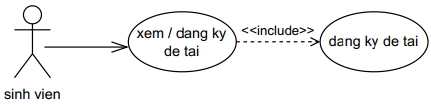 xem / dang ky
de tai
<<include>>
dang ky de tai
sinh vien